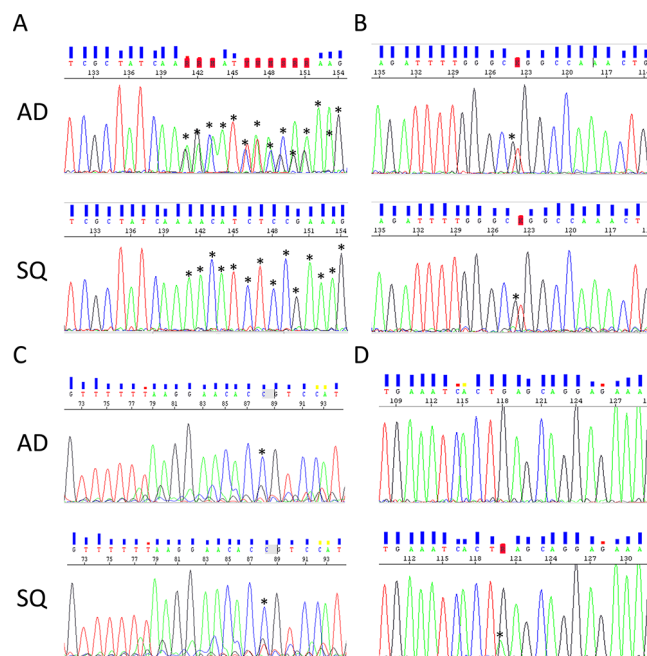 A
T C G C T A T C A A A T A A G
133 136 139 142 145 148 151 154
AD
* * * * * * * * * * * * * *
T C G C T A T C A A A A C A T C T C C G A A A G
133 136 139 142 145 148 151 154
SQ
* * * * * * * * * * * * * *
B
A G A T T T T G G G C G G C C A A A C T G
135 132 129 126 123 120 117 114
*
A G A T T T T G G G C G G C C A A A C T
135 132 129 126 123 120 117
*
C
G T T T T T T A A G G A A C A C C G T C C A T
73 75 77 79 81 83 85 87 89 91 93
AD
*
G T T T T T T A A G G A A C A C C G T C C A T
73 75 77 79 81 83 85 87 89 91 93
SQ
*
D
T G A A A T C A C T G A G C A G G A G A A A
109 112 115 118 121 124 127
T G A A A T C A C T A G C A G G A G A A A
112 115 118 121 124 127 130
*